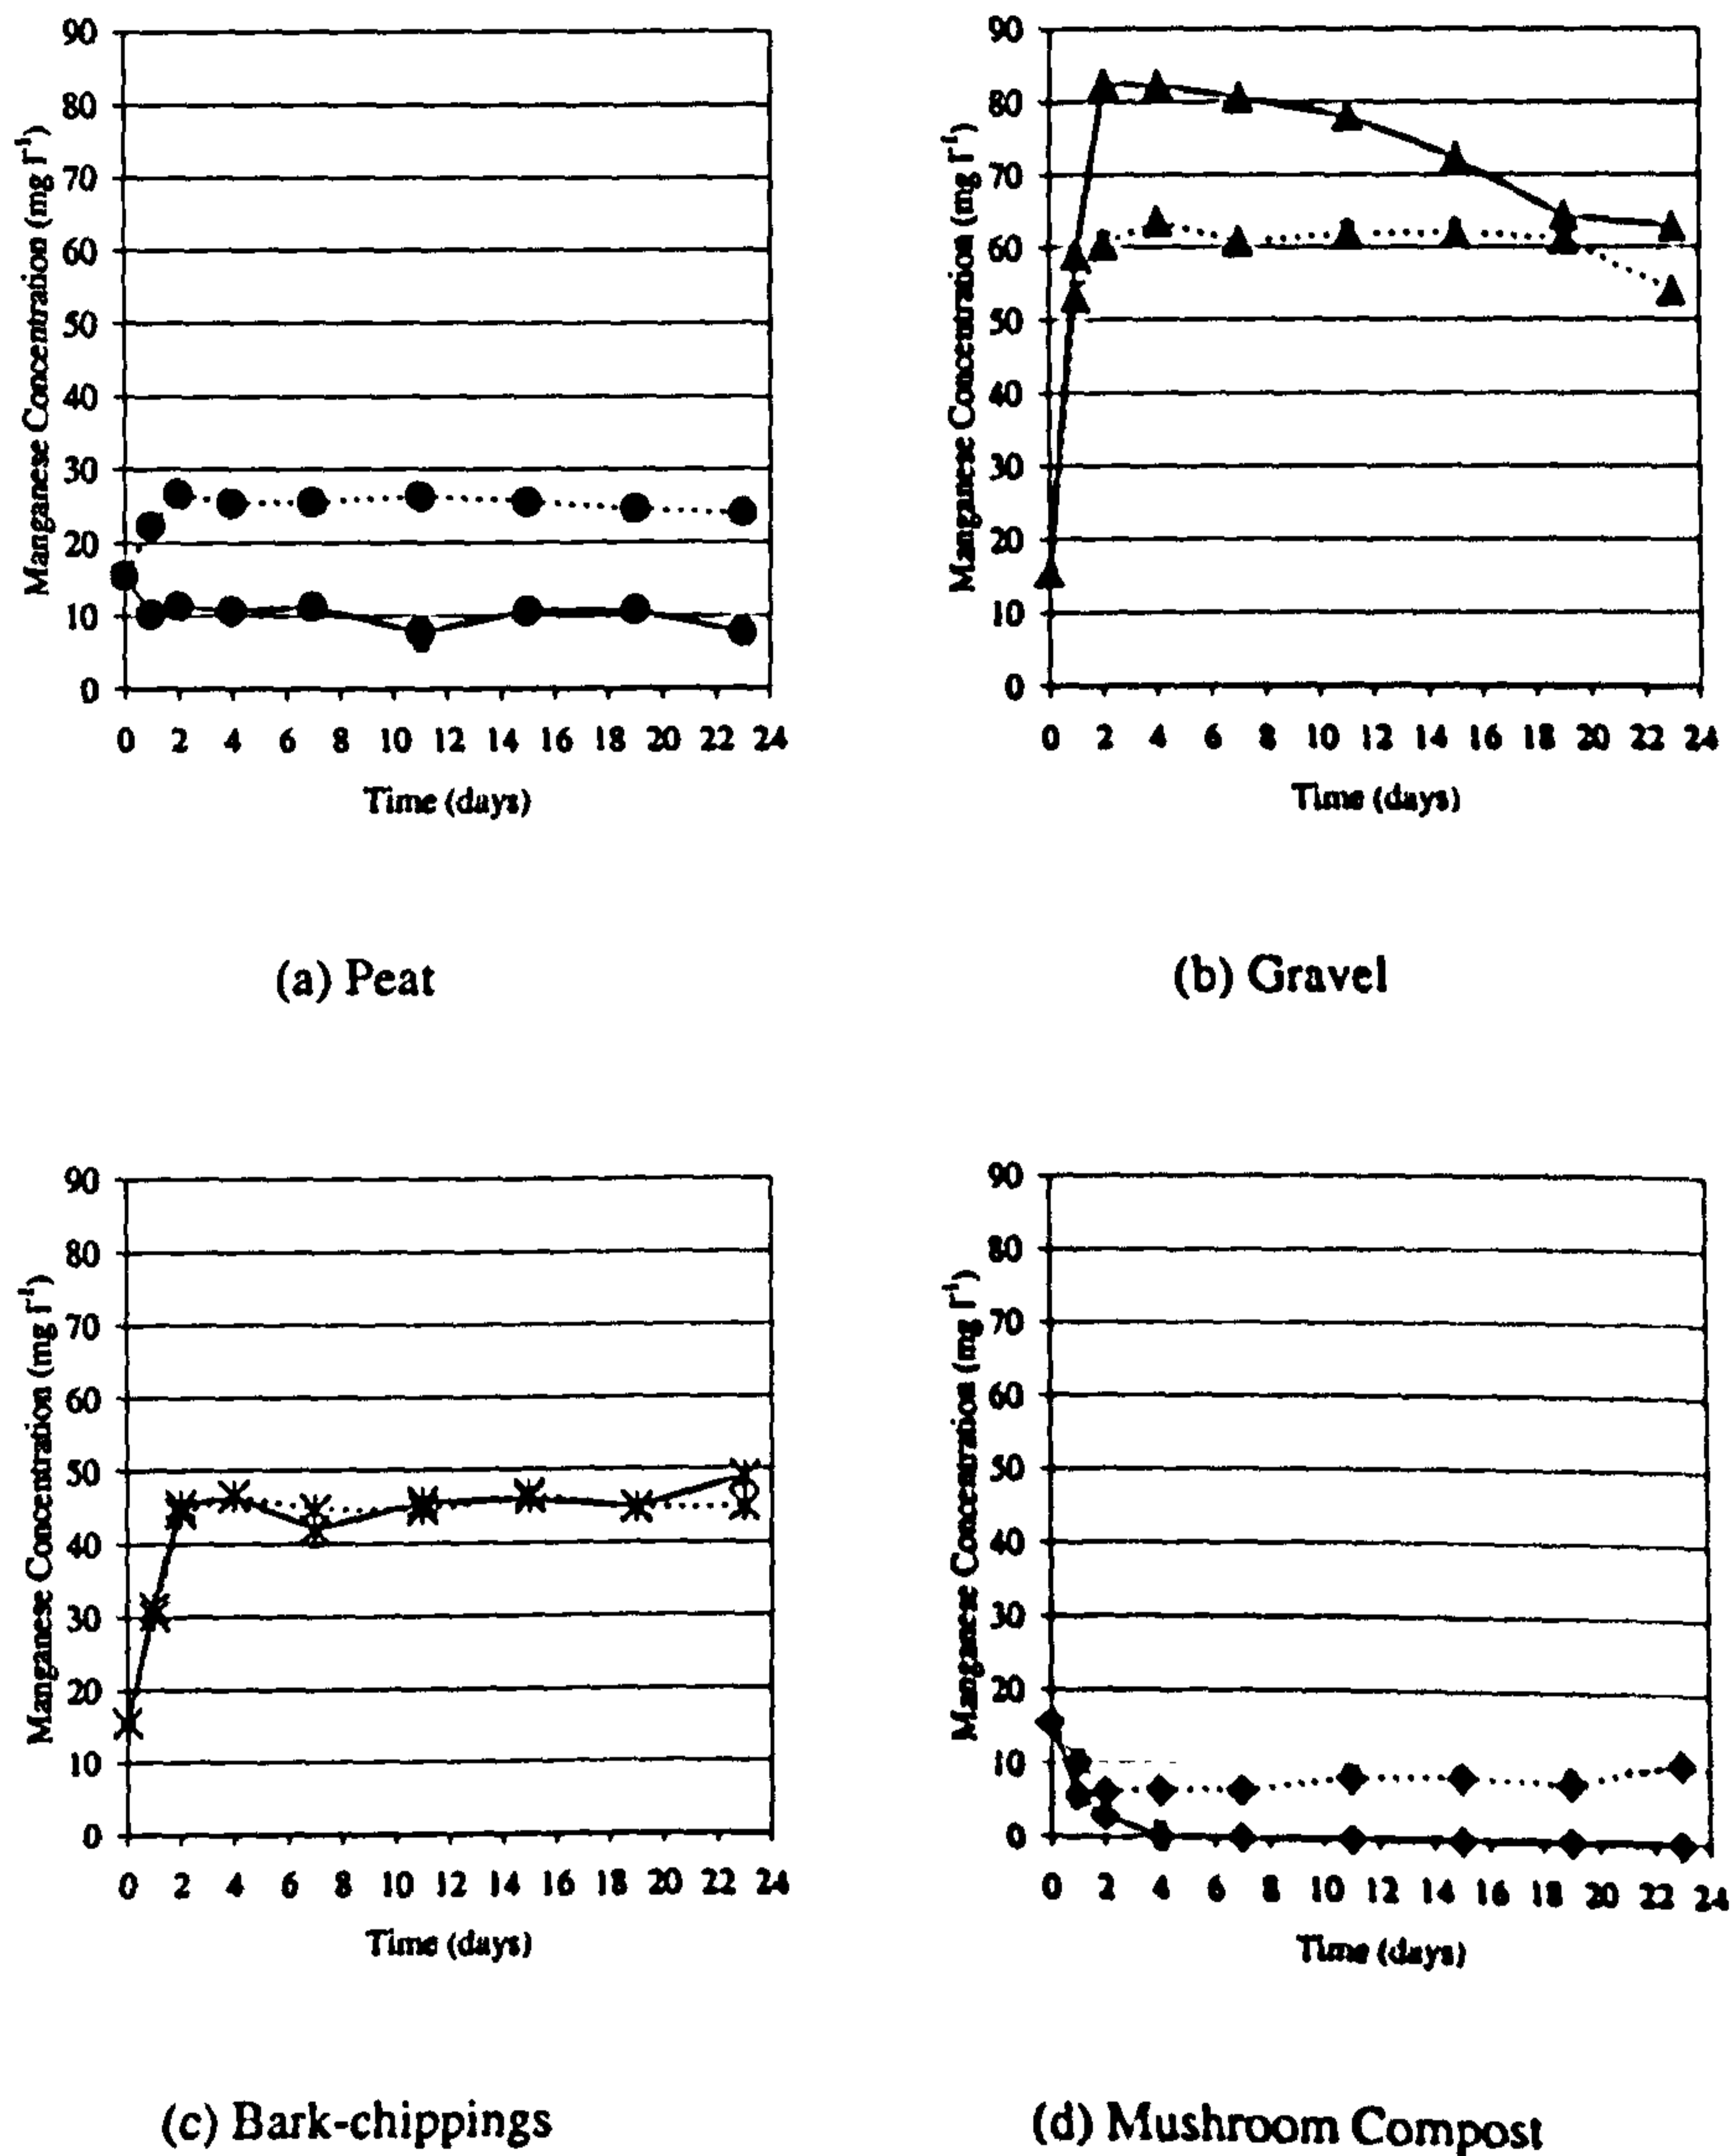 90
80
70
60
50
40
30
20
10
0
Manganese Concentration (mg l⁻¹)
0 2 4 6 8 10 12 14 16 18 20 22 24
Time (days)
(a) Peat
90
80
70
60
50
40
30
20
10
0
Manganese Concentration (mg l⁻¹)
0 2 4 6 8 10 12 14 16 18 20 22 24
Time (days)
(b) Gravel
90
80
70
60
50
40
30
20
10
0
Manganese Concentration (mg l⁻¹)
0 2 4 6 8 10 12 14 16 18 20 22 24
Time (days)
(c) Bark-chippings
90
80
70
60
50
40
30
20
10
0
Manganese Concentration (mg l⁻¹)
0 2 4 6 8 10 12 14 16 18 20 22 24
Time (days)
(d) Mushroom Compost